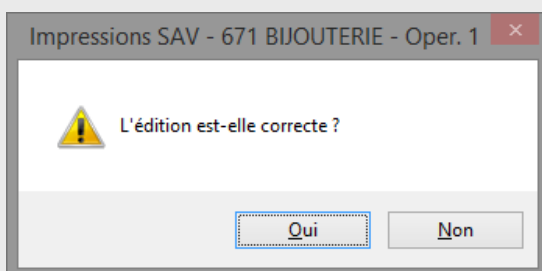 Impressions SAV - 671 BIJOUTERIE - Oper. 1
L'édition est-elle correcte ?
Oui
Non